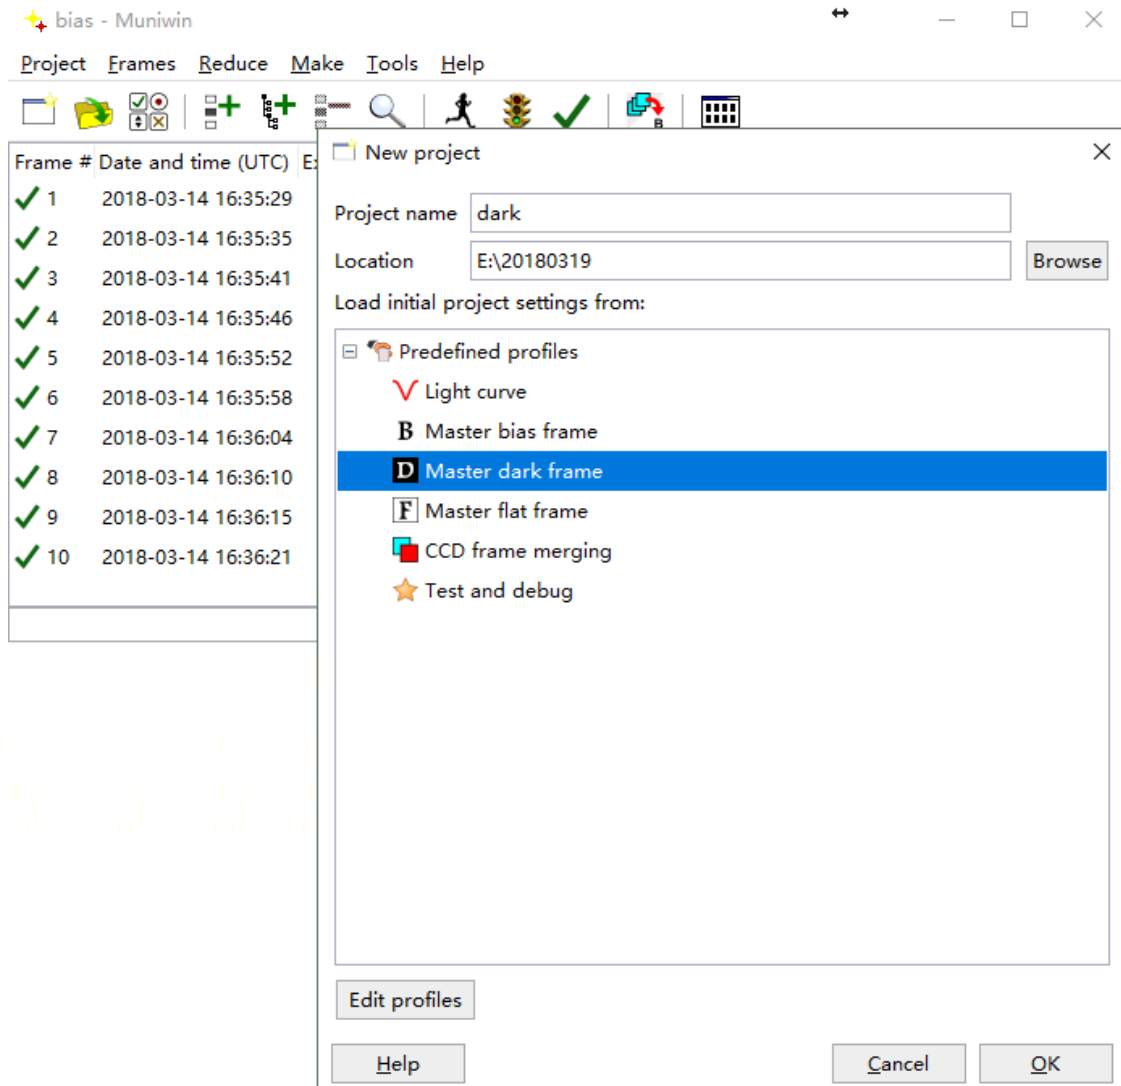 bias - Muniwin
Project Frames Reduce Make Tools Help
B
Frame # Date and time (UTC)
1 2018-03-14 16:35:29
2 2018-03-14 16:35:35
3 2018-03-14 16:35:41
4 2018-03-14 16:35:46
5 2018-03-14 16:35:52
6 2018-03-14 16:35:58
7 2018-03-14 16:36:04
8 2018-03-14 16:36:10
9 2018-03-14 16:36:15
10 2018-03-14 16:36:21
New project
Project name dark
Location E:\20180319 Browse
Load initial project settings from:
Predefined profiles
Light curve
B Master bias frame
D Master dark frame
F Master flat frame
CCD frame merging
Test and debug
Edit profiles
Help Cancel OK